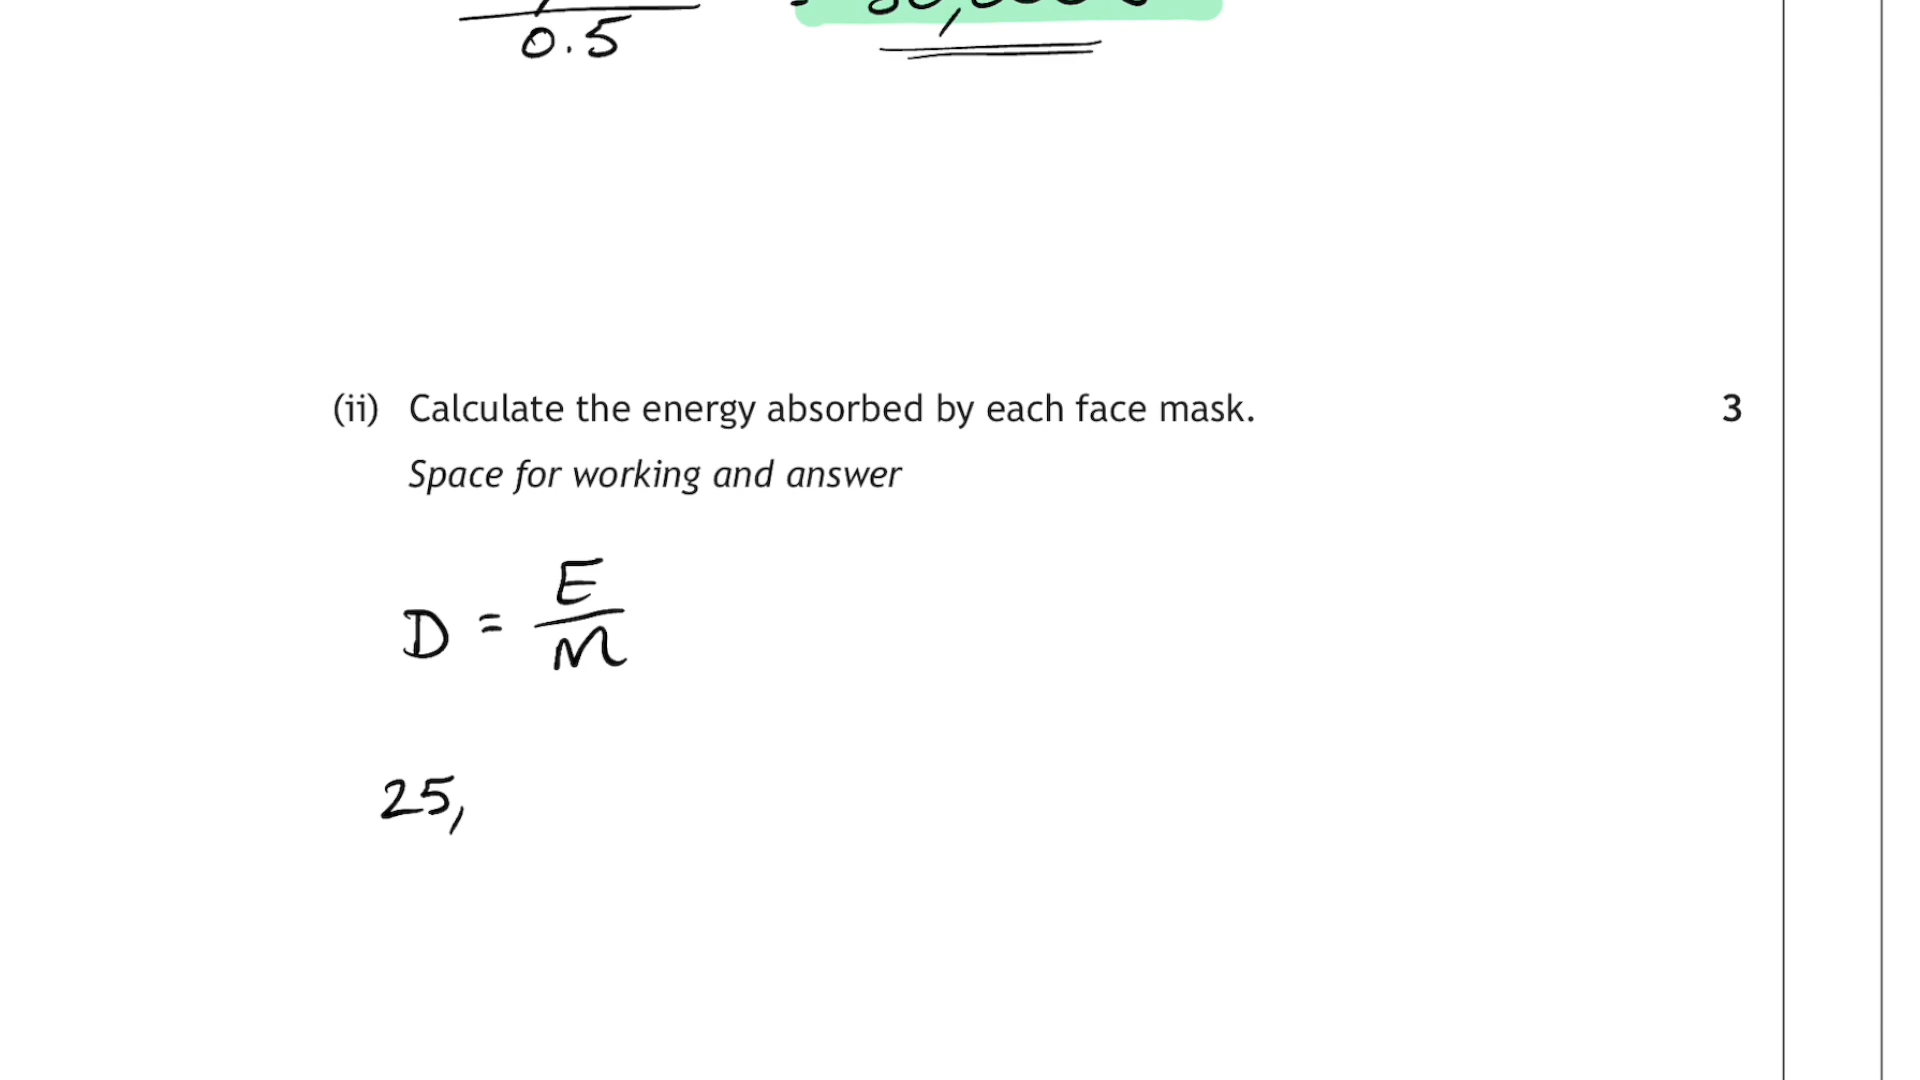 0.5
(ii) Calculate the energy absorbed by each face mask. 3
Space for working and answer
D = E
M
25,